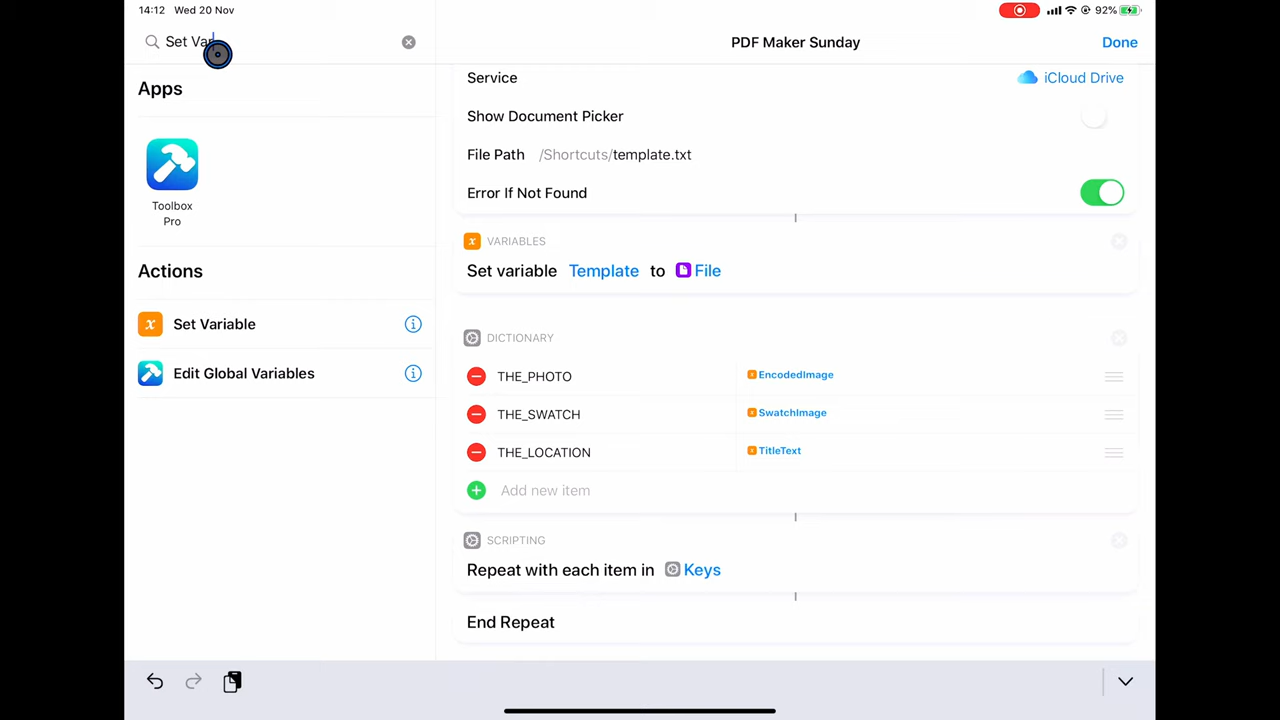 14:12 Wed 20 Nov
92%
Set Var
PDF Maker Sunday
Done
Apps
Toolbox
Pro
Actions
Set Variable
Edit Global Variables
Service
iCloud Drive
Show Document Picker
File Path /Shortcuts/template.txt
Error If Not Found
x VARIABLES
Set variable Template to File
DICTIONARY
THE_PHOTO
x EncodedImage
THE_SWATCH
x SwatchImage
THE_LOCATION
x TitleText
Add new item
SCRIPTING
Repeat with each item in Keys
End Repeat